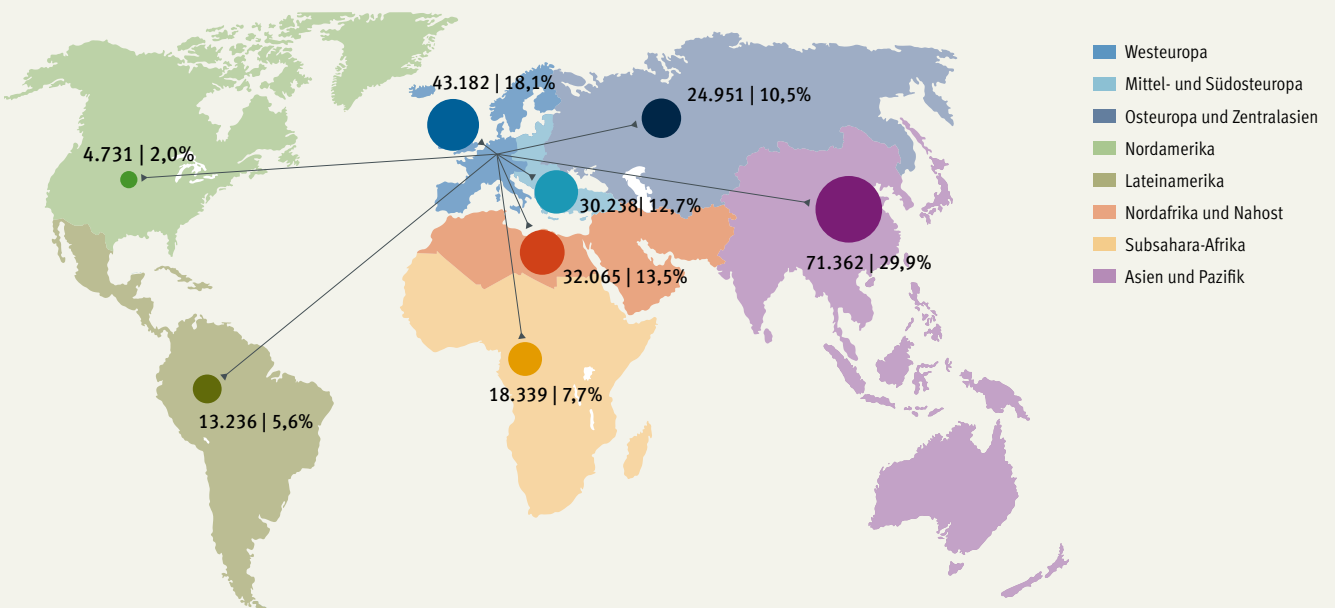 43.182 | 18,1%
24.951 | 10,5%
4.731 | 2,0%
30.238| 12,7%
71.362 | 29,9%
32.065 | 13,5%
18.339 | 7,7%
13.236 | 5,6%
Westeuropa
Mittel- und Südosteuropa
Osteuropa und Zentralasien
Nordamerika
Lateinamerika
Nordafrika und Nahost
Subsahara-Afrika
Asien und Pazifik